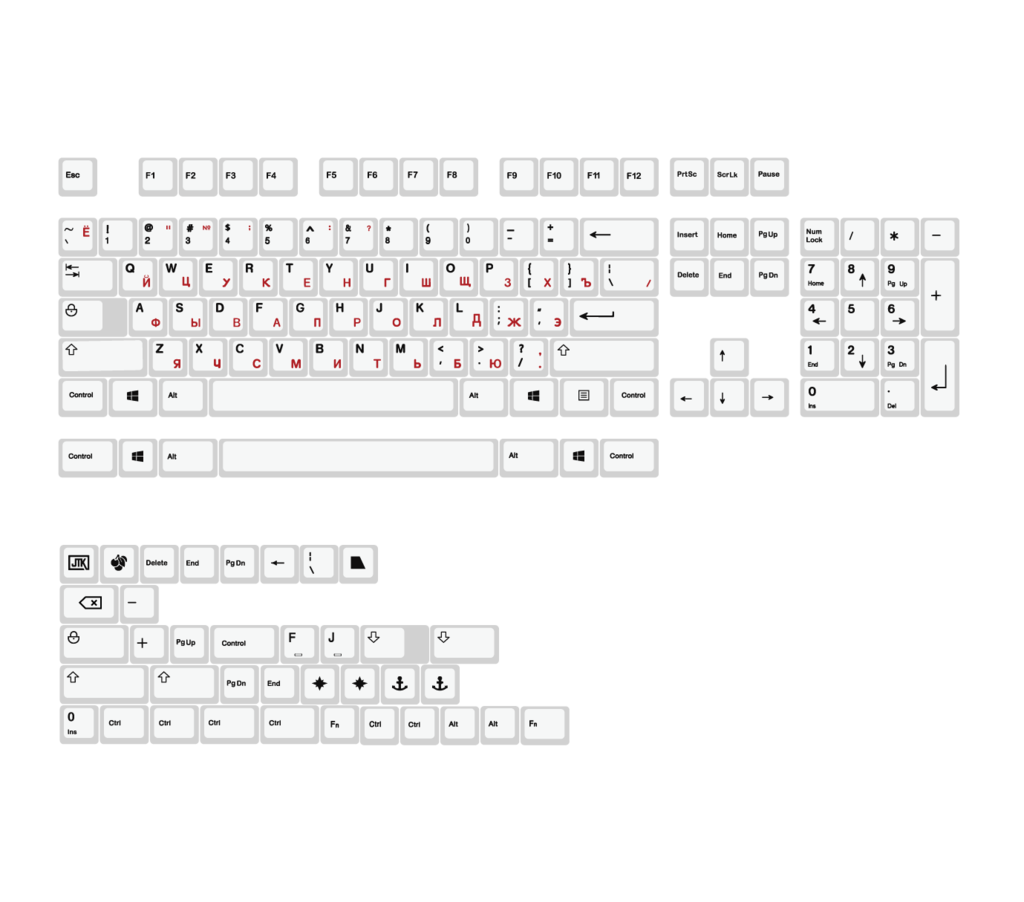 Esc F1 F2 F3 F4 F5 F6 F7 F8 F9 F10 F11 F12 PrtSc ScrLk Pause
~ Ё | @ " # № $ : % ^ : & ? * ( ) _ +
\ 1 2 3 4 5 6 7 8 9 0 - = ← Insert Home Pg Up Num Lock / * −
Q W E R T Y U I O P { } ¦ Delete End Pg Dn 7 8 9
Й Ц У К Е Н Г Ш Щ З [ Х ] Ъ \ / Home ↑ Pg Up +
A S D F G H J K L : " 4 5 6
Ф Ы В А П Р О Л Д ; Ж ' Э ← →
Z X C V B N M < > ? , ↑ 1 2 3
Я Ч С М И Т Ь , Б . Ю / . End ↓ Pg Dn
Control Alt Alt Control ← ↓ → 0 .
Ins Del
Control Alt Alt Control
JTK Delete End Pg Dn ← ¦ \
−
+ Pg Up Control F J
Pg Dn End
0 Ins Ctrl Ctrl Ctrl Ctrl Fn Ctrl Ctrl Alt Alt Fn